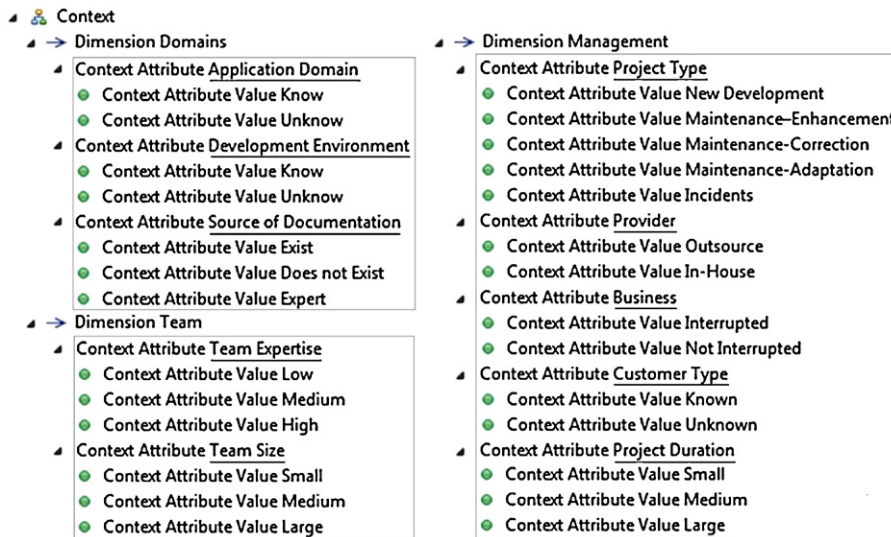 Context
Dimension Domains
Context Attribute Application Domain
Context Attribute Value Know
Context Attribute Value Unknow
Context Attribute Development Environment
Context Attribute Value Know
Context Attribute Value Unknow
Context Attribute Source of Documentation
Context Attribute Value Exist
Context Attribute Value Does not Exist
Context Attribute Value Expert
Dimension Team
Context Attribute Team Expertise
Context Attribute Value Low
Context Attribute Value Medium
Context Attribute Value High
Context Attribute Team Size
Context Attribute Value Small
Context Attribute Value Medium
Context Attribute Value Large
Dimension Management
Context Attribute Project Type
Context Attribute Value New Development
Context Attribute Value Maintenance–Enhancement
Context Attribute Value Maintenance-Correction
Context Attribute Value Maintenance-Adaptation
Context Attribute Value Incidents
Context Attribute Provider
Context Attribute Value Outsource
Context Attribute Value In-House
Context Attribute Business
Context Attribute Value Interrupted
Context Attribute Value Not Interrupted
Context Attribute Customer Type
Context Attribute Value Known
Context Attribute Value Unknown
Context Attribute Project Duration
Context Attribute Value Small
Context Attribute Value Medium
Context Attribute Value Large